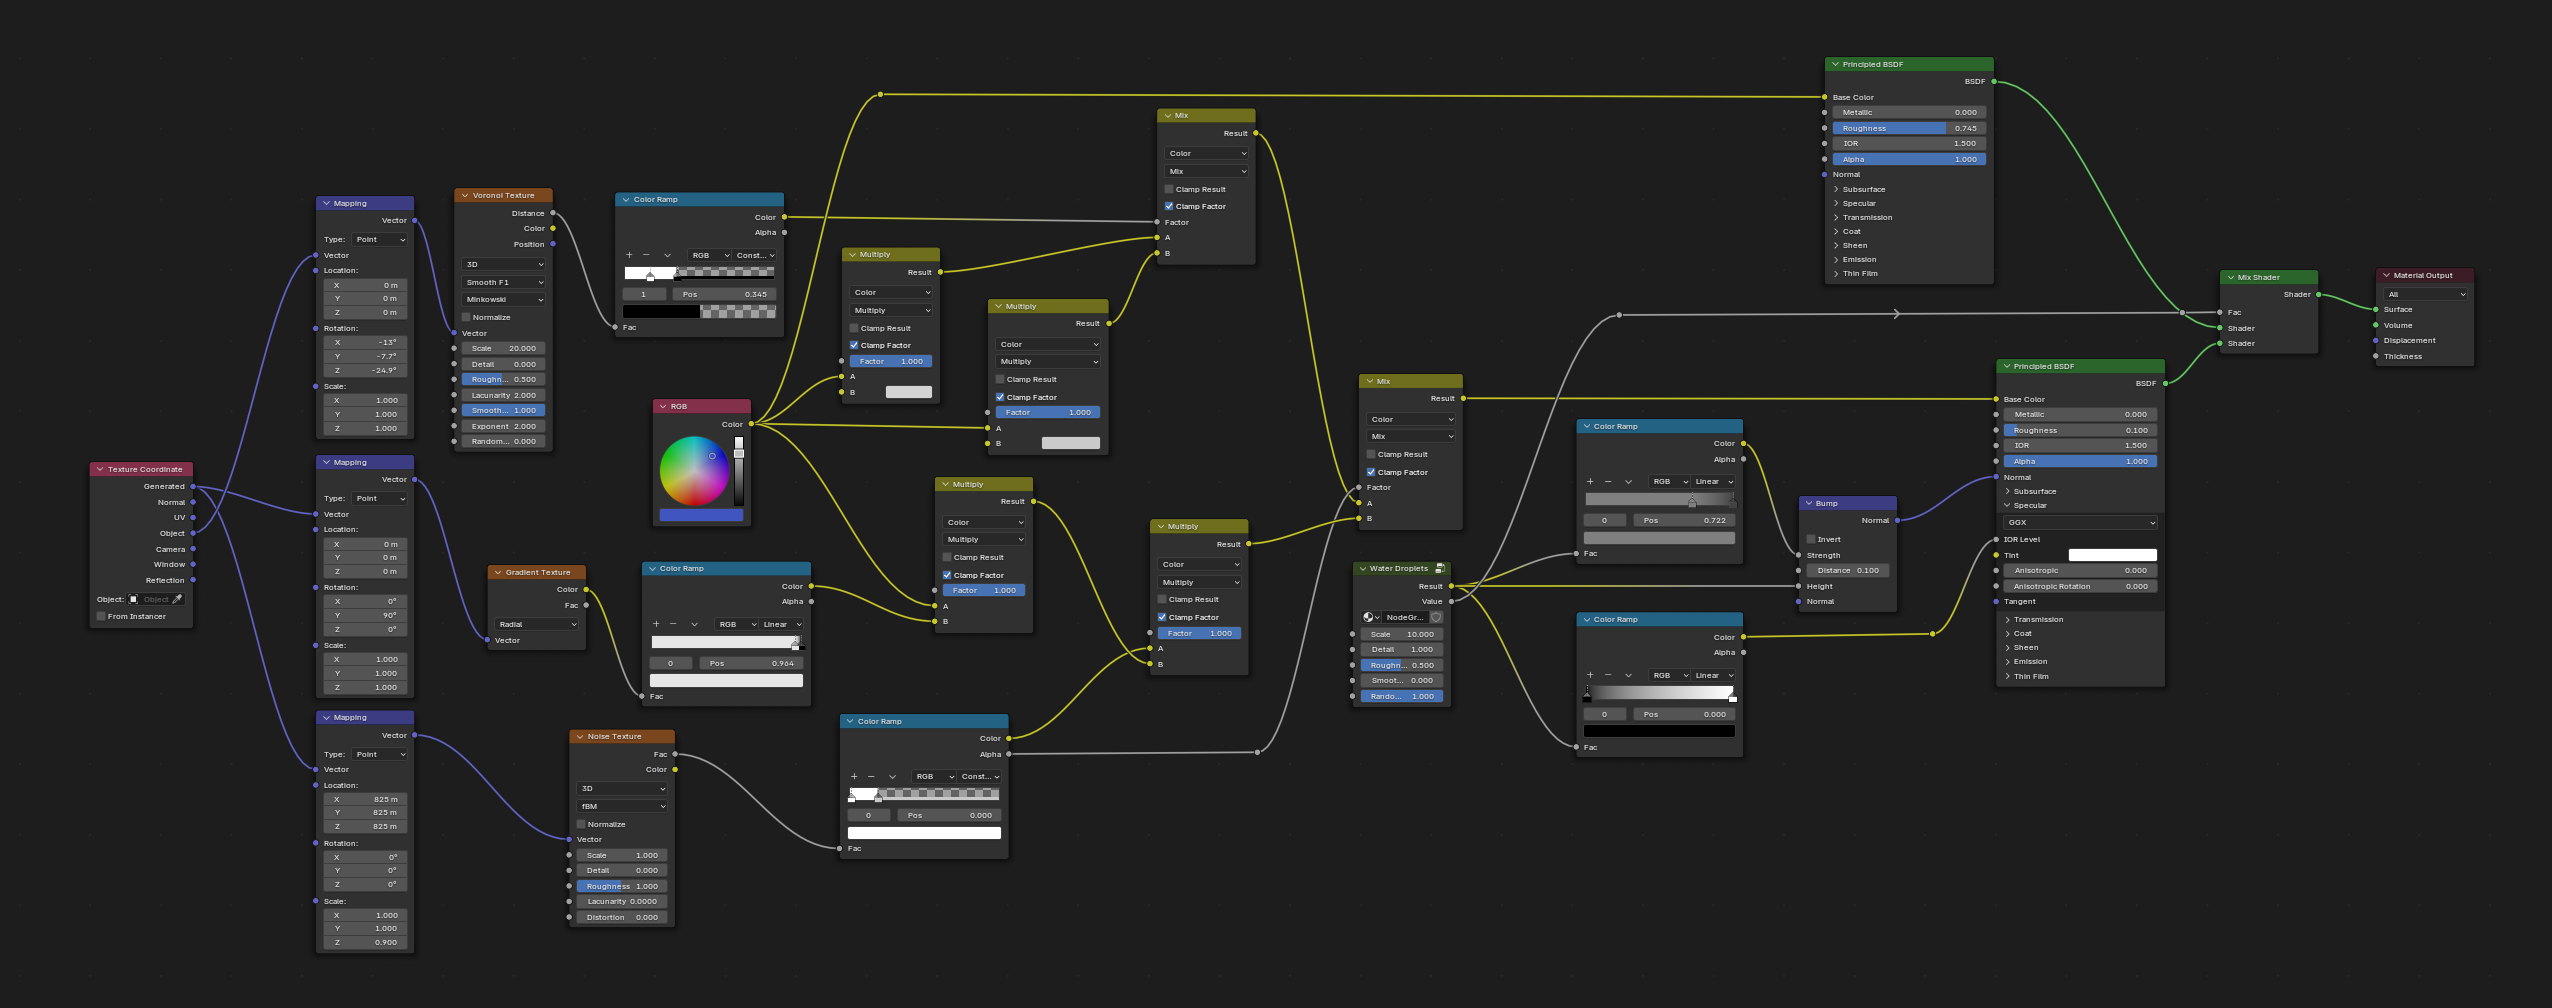 Texture Coordinate
Generated
Normal
UV
Object
Camera
Window
Reflection
Object: Object
From Instancer
Mapping
Vector
Type: Point
Vector
Location:
X 0 m
Y 0 m
Z 0 m
Rotation:
X -13°
Y -7.7°
Z -24.9°
Scale:
X 1.000
Y 1.000
Z 1.000
Mapping
Vector
Type: Point
Vector
Location:
X 0 m
Y 0 m
Z 0 m
Rotation:
X 0°
Y 90°
Z 0°
Scale:
X 1.000
Y 1.000
Z 1.000
Mapping
Vector
Type: Point
Vector
Location:
X 825 m
Y 825 m
Z 825 m
Rotation:
X 0°
Y 0°
Z 0°
Scale:
X 1.000
Y 1.000
Z 0.900
Voronoi Texture
Distance
Color
Position
3D
Smooth F1
Minkowski
Normalize
Vector
Scale 20.000
Detail 0.000
Roughn... 0.500
Lacunarity 2.000
Smooth... 1.000
Exponent 2.000
Random... 0.000
Gradient Texture
Color
Fac
Radial
Vector
Noise Texture
Fac
Color
3D
fBM
Normalize
Vector
Scale 1.000
Detail 0.000
Roughness 1.000
Lacunarity 0.0000
Distortion 0.000
Color Ramp
Color
Alpha
+ − RGB Const...
1 Pos 0.345
Fac
RGB
Color
Color Ramp
Color
Alpha
+ − RGB Linear
0 Pos 0.964
Fac
Color Ramp
Color
Alpha
+ − RGB Const...
0 Pos 0.000
Fac
Multiply
Result
Color
Multiply
Clamp Result
Clamp Factor
Factor 1.000
A
B
Multiply
Result
Color
Multiply
Clamp Result
Clamp Factor
Factor 1.000
A
B
Multiply
Result
Color
Multiply
Clamp Result
Clamp Factor
Factor 1.000
A
B
Mix
Result
Color
Mix
Clamp Result
Clamp Factor
Factor
A
B
Multiply
Result
Color
Multiply
Clamp Result
Clamp Factor
Factor 1.000
A
B
Mix
Result
Color
Mix
Clamp Result
Clamp Factor
Factor
A
B
Water Droplets
Result
Value
NodeGr...
Scale 10.000
Detail 1.000
Roughn... 0.500
Smoot... 0.000
Rando... 1.000
Color Ramp
Color
Alpha
+ − RGB Linear
0 Pos 0.722
Fac
Color Ramp
Color
Alpha
+ − RGB Linear
0 Pos 0.000
Fac
Bump
Normal
Invert
Strength
Distance 0.100
Height
Normal
Principled BSDF
BSDF
Base Color
Metallic 0.000
Roughness 0.745
IOR 1.500
Alpha 1.000
Normal
Subsurface
Specular
Transmission
Coat
Sheen
Emission
Thin Film
Principled BSDF
BSDF
Base Color
Metallic 0.000
Roughness 0.100
IOR 1.500
Alpha 1.000
Normal
Subsurface
Specular
GGX
IOR Level
Tint
Anisotropic 0.000
Anisotropic Rotation 0.000
Tangent
Transmission
Coat
Sheen
Emission
Thin Film
Mix Shader
Shader
Fac
Shader
Shader
Material Output
All
Surface
Volume
Displacement
Thickness